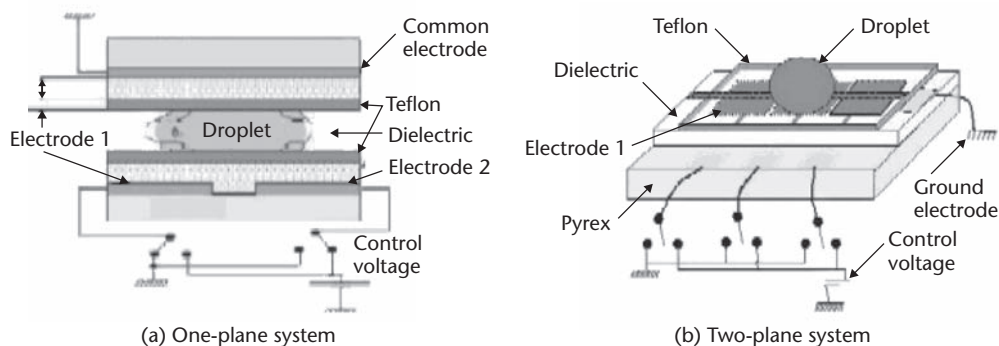 Common
electrode
Teflon
Electrode 1
Droplet
Dielectric
Electrode 2
Control
voltage
(a) One-plane system
Teflon
Droplet
Dielectric
Electrode 1
Ground
electrode
Pyrex
Control
voltage
(b) Two-plane system